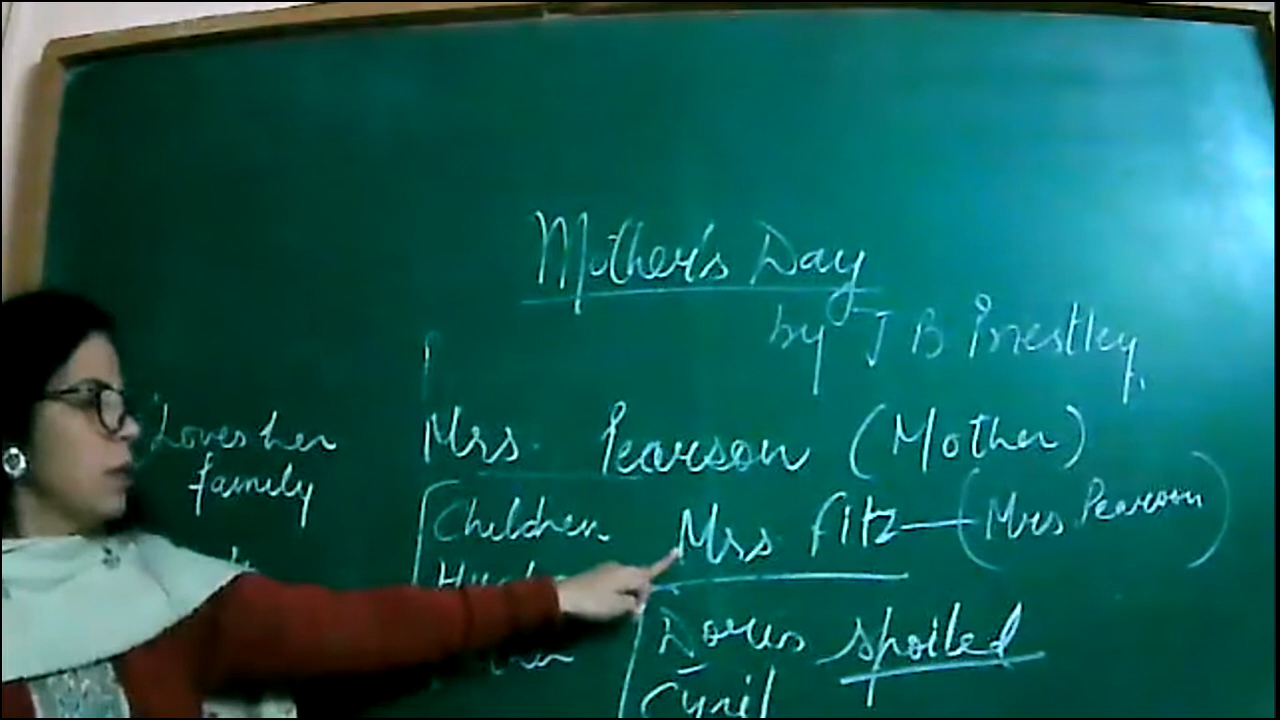 Mother's Day
by J B Priestley,
Loves her
family
Mrs. Pearson (Mother)
Children
Mrs Fitz — (Mrs Pearson)
Doris spoiled
Cyril